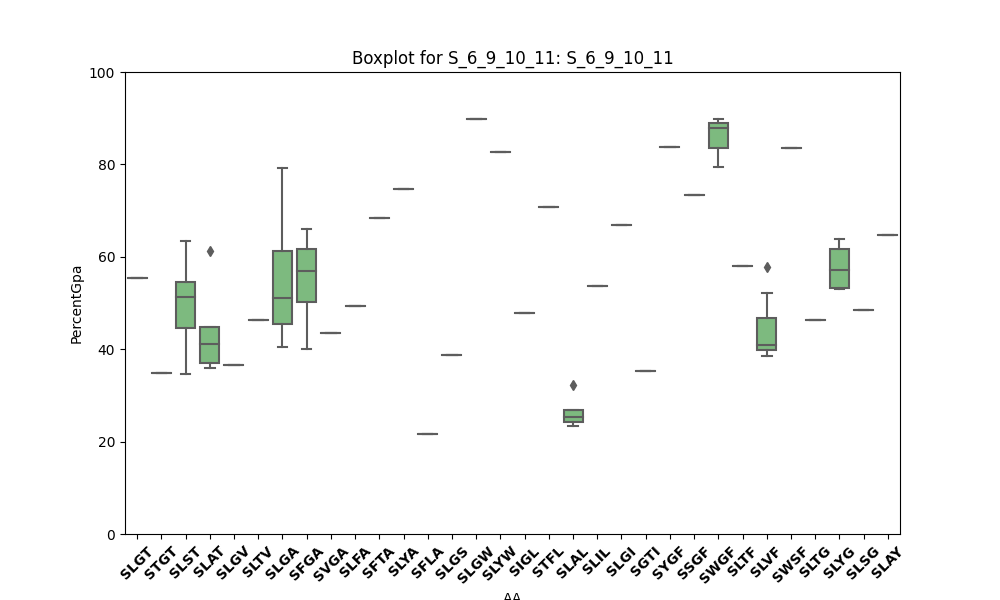 Boxplot for S_6_9_10_11: S_6_9_10_11
100
80
60
40
20
0
PercentGpa
SLGT STGT SLST SLAT SLGV SLTV SLGA SFGA SVGA SLFA SFTA SLYA SFLA SLGS SLGW SLYW SIGL STFL SLAL SLIL SLGI SGTI SYGF SSGF SWGF SLTF SLVF SWSF SLTG SLYG SLSG SLAY
AA